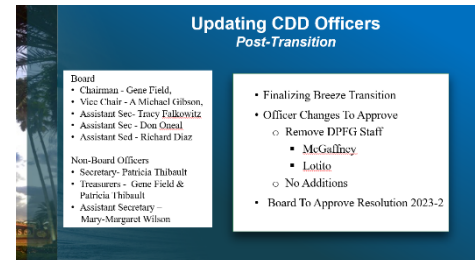 Updating CDD Officers
Post-Transition
Board
• Chairman - Gene Field,
• Vice Chair - A Michael Gibson,
• Assistant Sec- Tracy Falkowitz
• Assistant Sec - Don Oneal
• Assistant Sed - Richard Diaz
Non-Board Officers
• Secretary- Patricia Thibault
• Treasurers - Gene Field &
Patricia Thibault
• Assistant Secretary –
Mary-Margaret Wilson
• Finalizing Breeze Transition
• Officer Changes To Approve
o Remove DPFG Staff
▪ McGaffney
▪ Lotito
o No Additions
• Board To Approve Resolution 2023-2